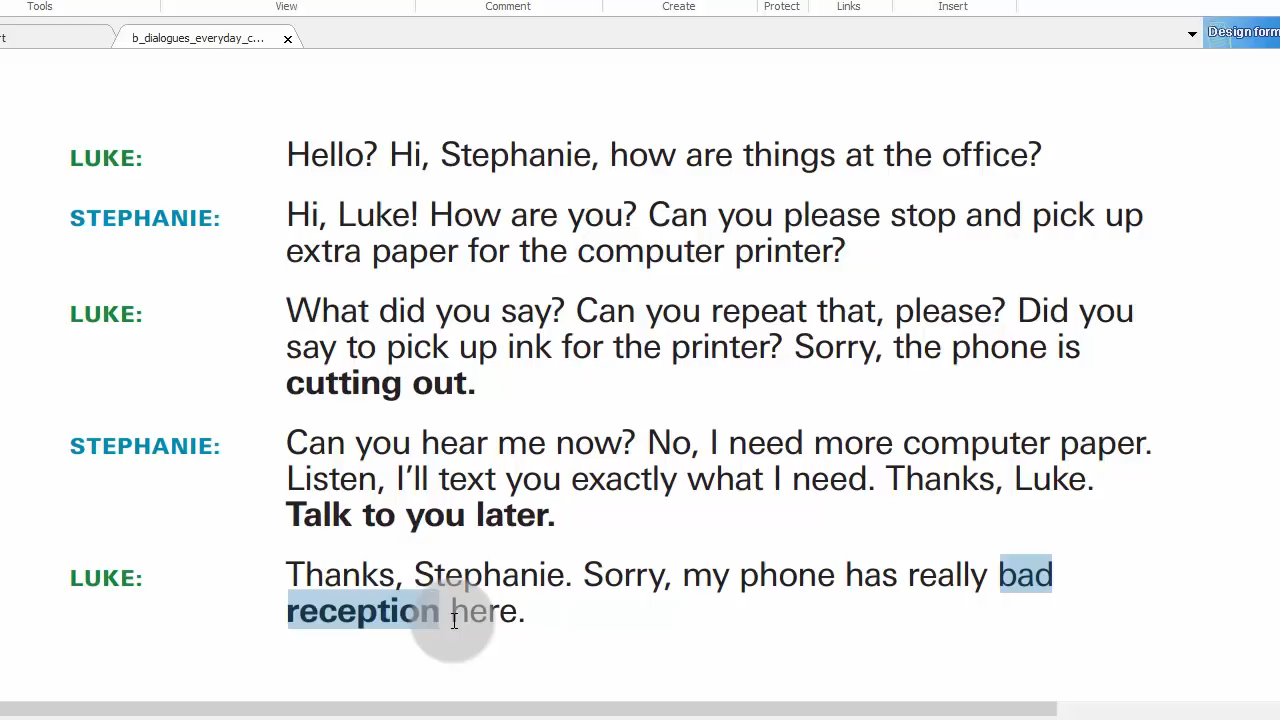 Tools View Comment Create Protect Links Insert
b_dialogues_everyday_c... Design form
LUKE: Hello? Hi, Stephanie, how are things at the office?
STEPHANIE: Hi, Luke! How are you? Can you please stop and pick up
extra paper for the computer printer?
LUKE: What did you say? Can you repeat that, please? Did you
say to pick up ink for the printer? Sorry, the phone is
cutting out.
STEPHANIE: Can you hear me now? No, I need more computer paper.
Listen, I’ll text you exactly what I need. Thanks, Luke.
Talk to you later.
LUKE: Thanks, Stephanie. Sorry, my phone has really bad
reception here.